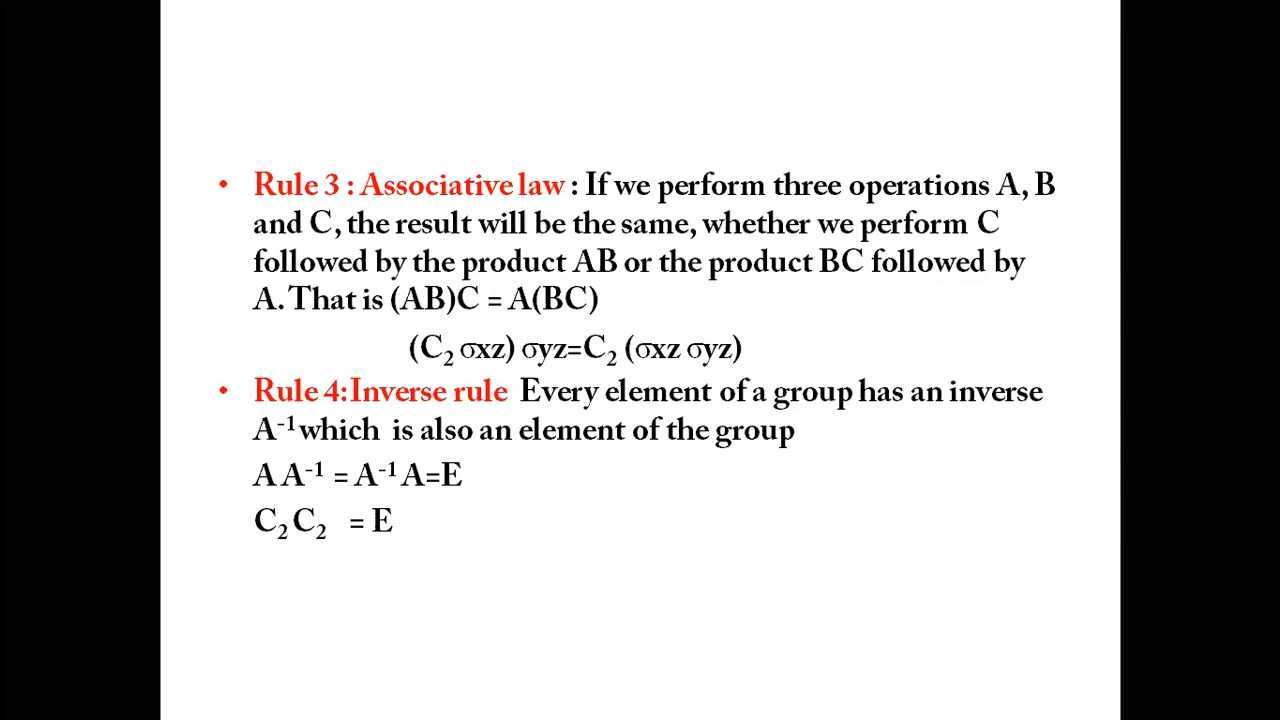 • Rule 3 : Associative law : If we perform three operations A, B
and C, the result will be the same, whether we perform C
followed by the product AB or the product BC followed by
A. That is (AB)C = A(BC)
(C₂ σxz) σyz=C₂ (σxz σyz)
• Rule 4:Inverse rule Every element of a group has an inverse
A⁻¹ which is also an element of the group
A A⁻¹ = A⁻¹ A=E
C₂ C₂ = E